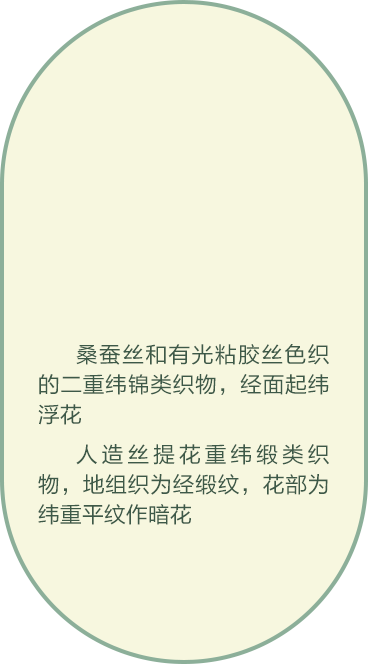 桑蚕丝和有光粘胶丝色织
的二重纬锦类织物，经面起纬
浮花
人造丝提花重纬缎类织
物，地组织为经缎纹，花部为
纬重平纹作暗花